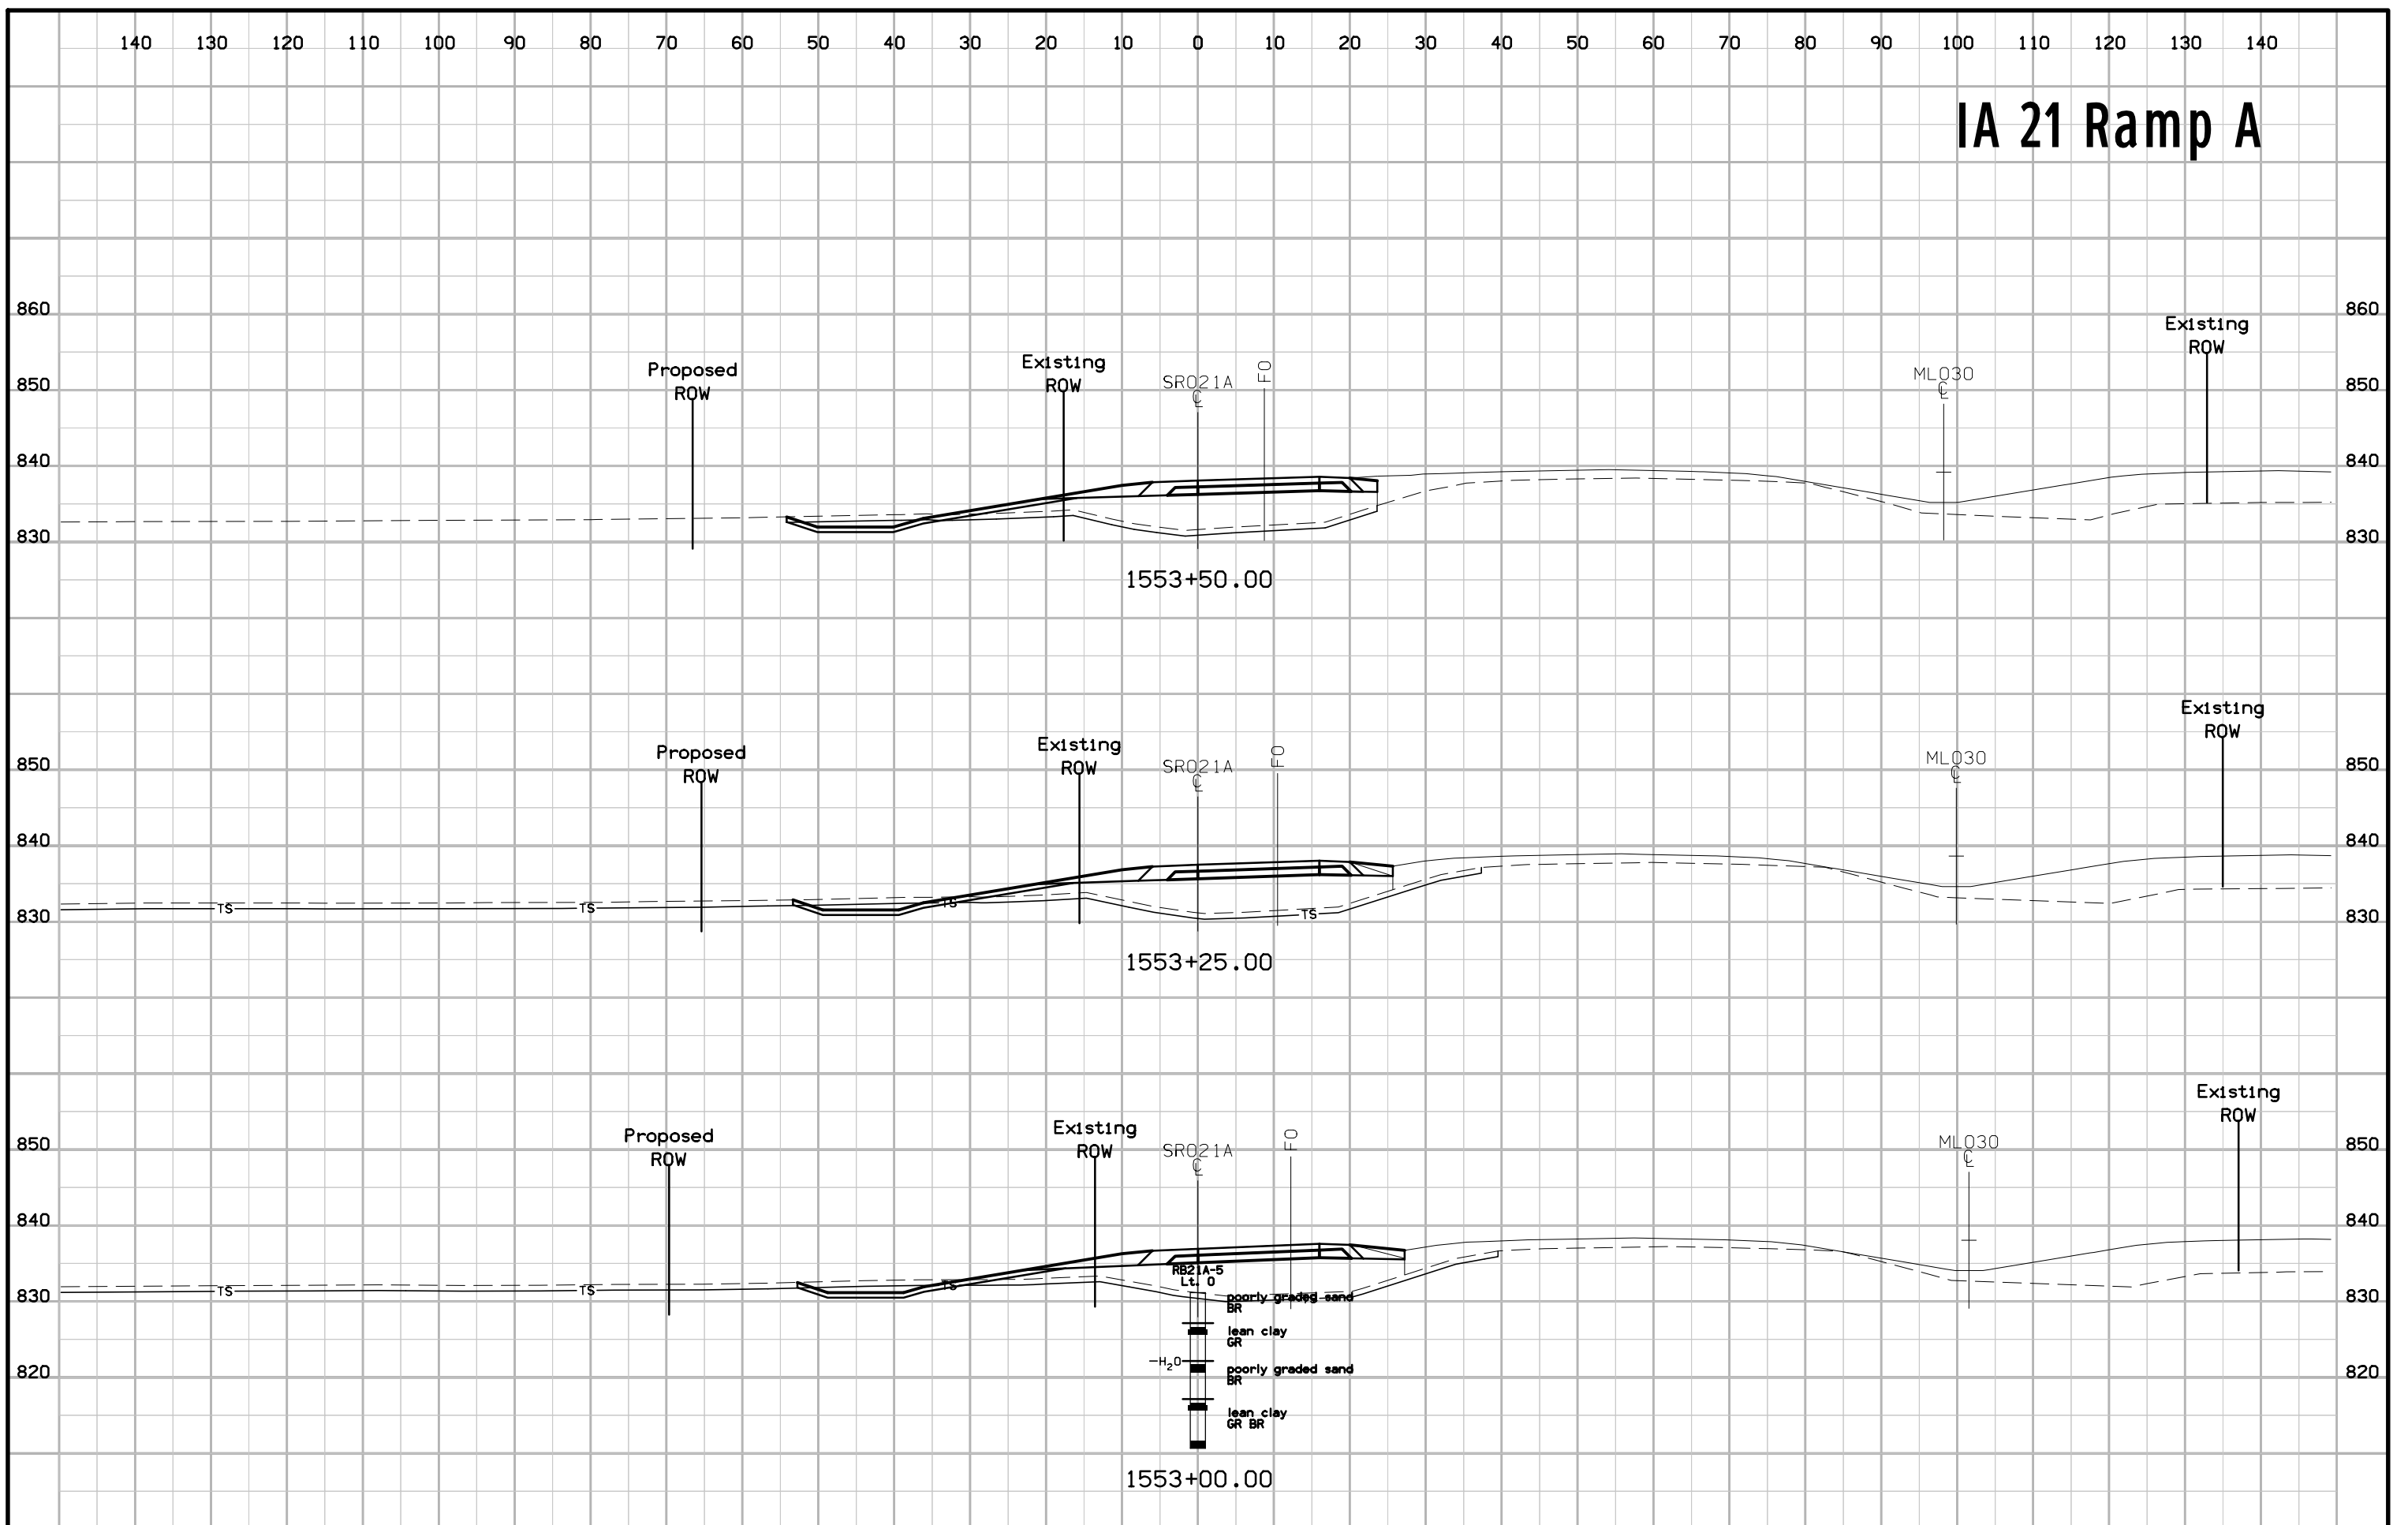 140 130 120 110 100 90 80 70 60 50 40 30 20 10 0 10 20 30 40 50 60 70 80 90 100 110 120 130 140
IA 21 Ramp A
860 860
Existing
ROW
Proposed
ROW
Existing
ROW
SR021A
FO
ML030
850 850
840 840
830 830
1553+50.00
Existing
ROW
Proposed
ROW
Existing
ROW
SR021A
FO
ML030
850 850
840 840
830 830
TS TS TS TS
1553+25.00
Existing
ROW
Proposed
ROW
Existing
ROW
SR021A
FO
ML030
850 850
840 840
830 830
TS TS TS
RB21A-5
Lt. 0
poorly graded sand
BR
lean clay
GR
H₂O
poorly graded sand
BR
820 820
lean clay
GR BR
1553+00.00